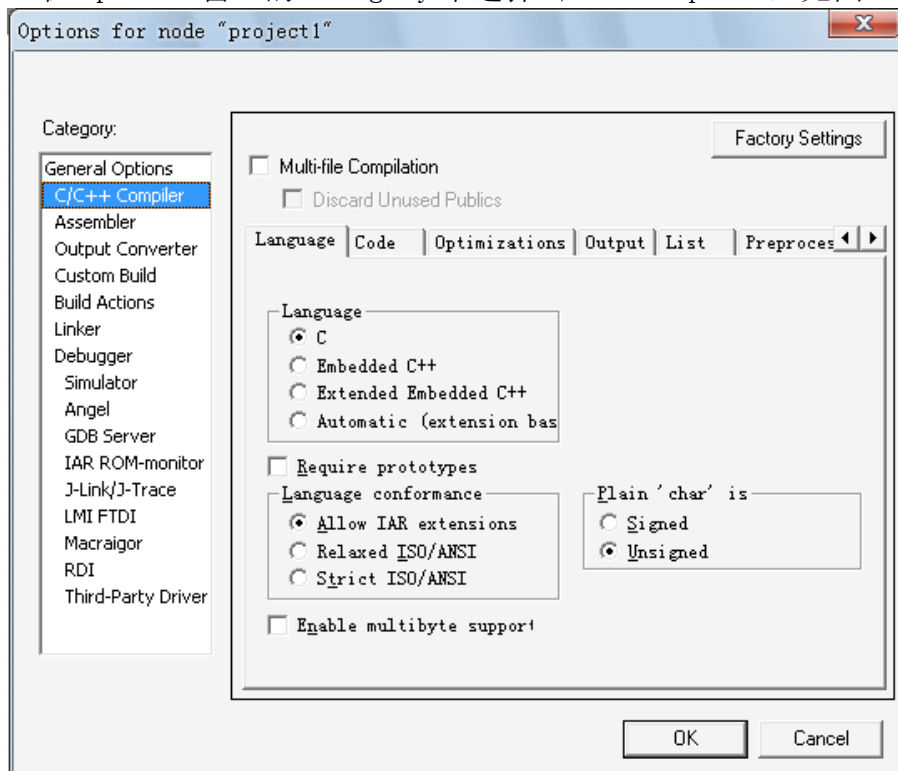 Options for node "project1"
Category:
General Options
C/C++ Compiler
Assembler
Output Converter
Custom Build
Build Actions
Linker
Debugger
Simulator
Angel
GDB Server
IAR ROM-monitor
J-Link/J-Trace
LMI FTDI
Macraigor
RDI
Third-Party Driver
Factory Settings
Multi-file Compilation
Discard Unused Publics
Language Code Optimizations Output List Preproces
Language
C
Embedded C++
Extended Embedded C++
Automatic (extension bas
Require prototypes
Language conformance
Allow IAR extensions
Relaxed ISO/ANSI
Strict ISO/ANSI
Plain 'char' is
Signed
Unsigned
Enable multibyte support
OK Cancel